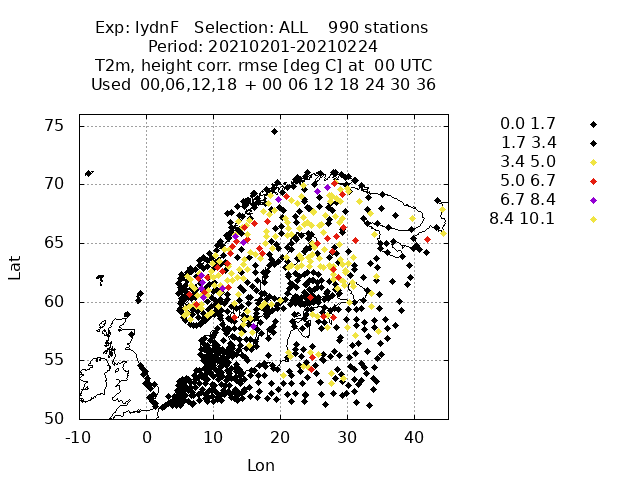 Exp: IydnF Selection: ALL 990 stations
Period: 20210201-20210224
T2m, height corr. rmse [deg C] at 00 UTC
Used 00,06,12,18 + 00 06 12 18 24 30 36
0.0 1.7
1.7 3.4
3.4 5.0
5.0 6.7
6.7 8.4
8.4 10.1
75
70
65
60
55
50
Lat
-10 0 10 20 30 40
Lon